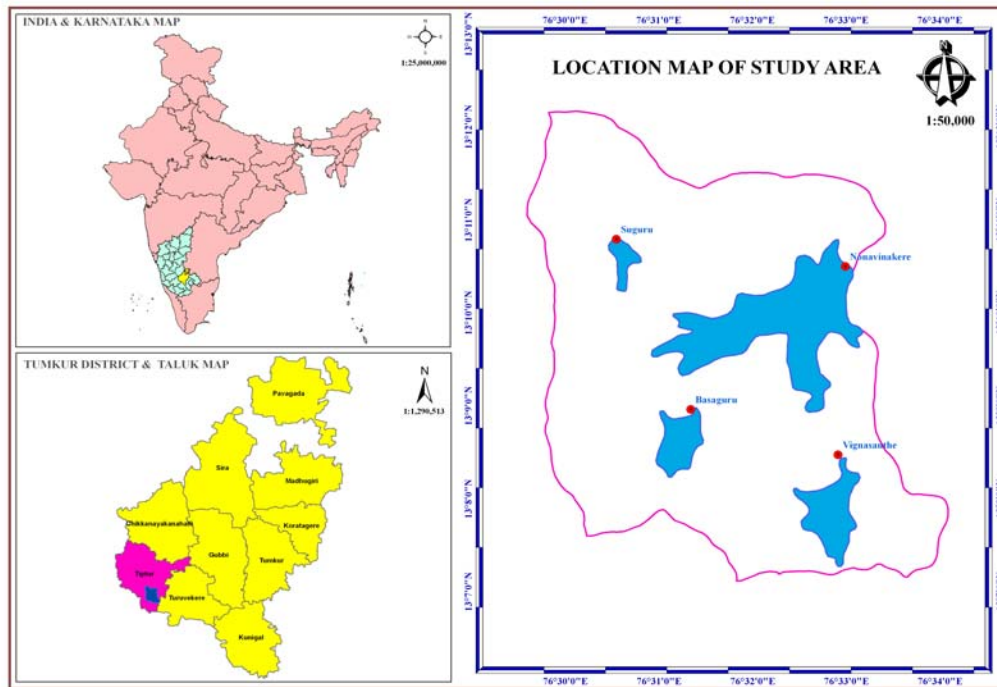 INDIA & KARNATAKA MAP
1:25,000,000
TUMKUR DISTRICT & TALUK MAP
N
1:1,290,513
Pavagada
Sira
Madhugiri
Chikkanayakanahalli
Koratagere
Gubbi
Tumkur
Tiptur
Turuvekere
Kunigal
76°30'0"E 76°31'0"E 76°32'0"E 76°33'0"E 76°34'0"E
LOCATION MAP OF STUDY AREA
1:50,000
13°13'0"N
13°12'0"N
13°11'0"N
13°10'0"N
13°9'0"N
13°8'0"N
13°7'0"N
Suguru
Nonavinakere
Basaguru
Vignasanthe
76°30'0"E 76°31'0"E 76°32'0"E 76°33'0"E 76°34'0"E